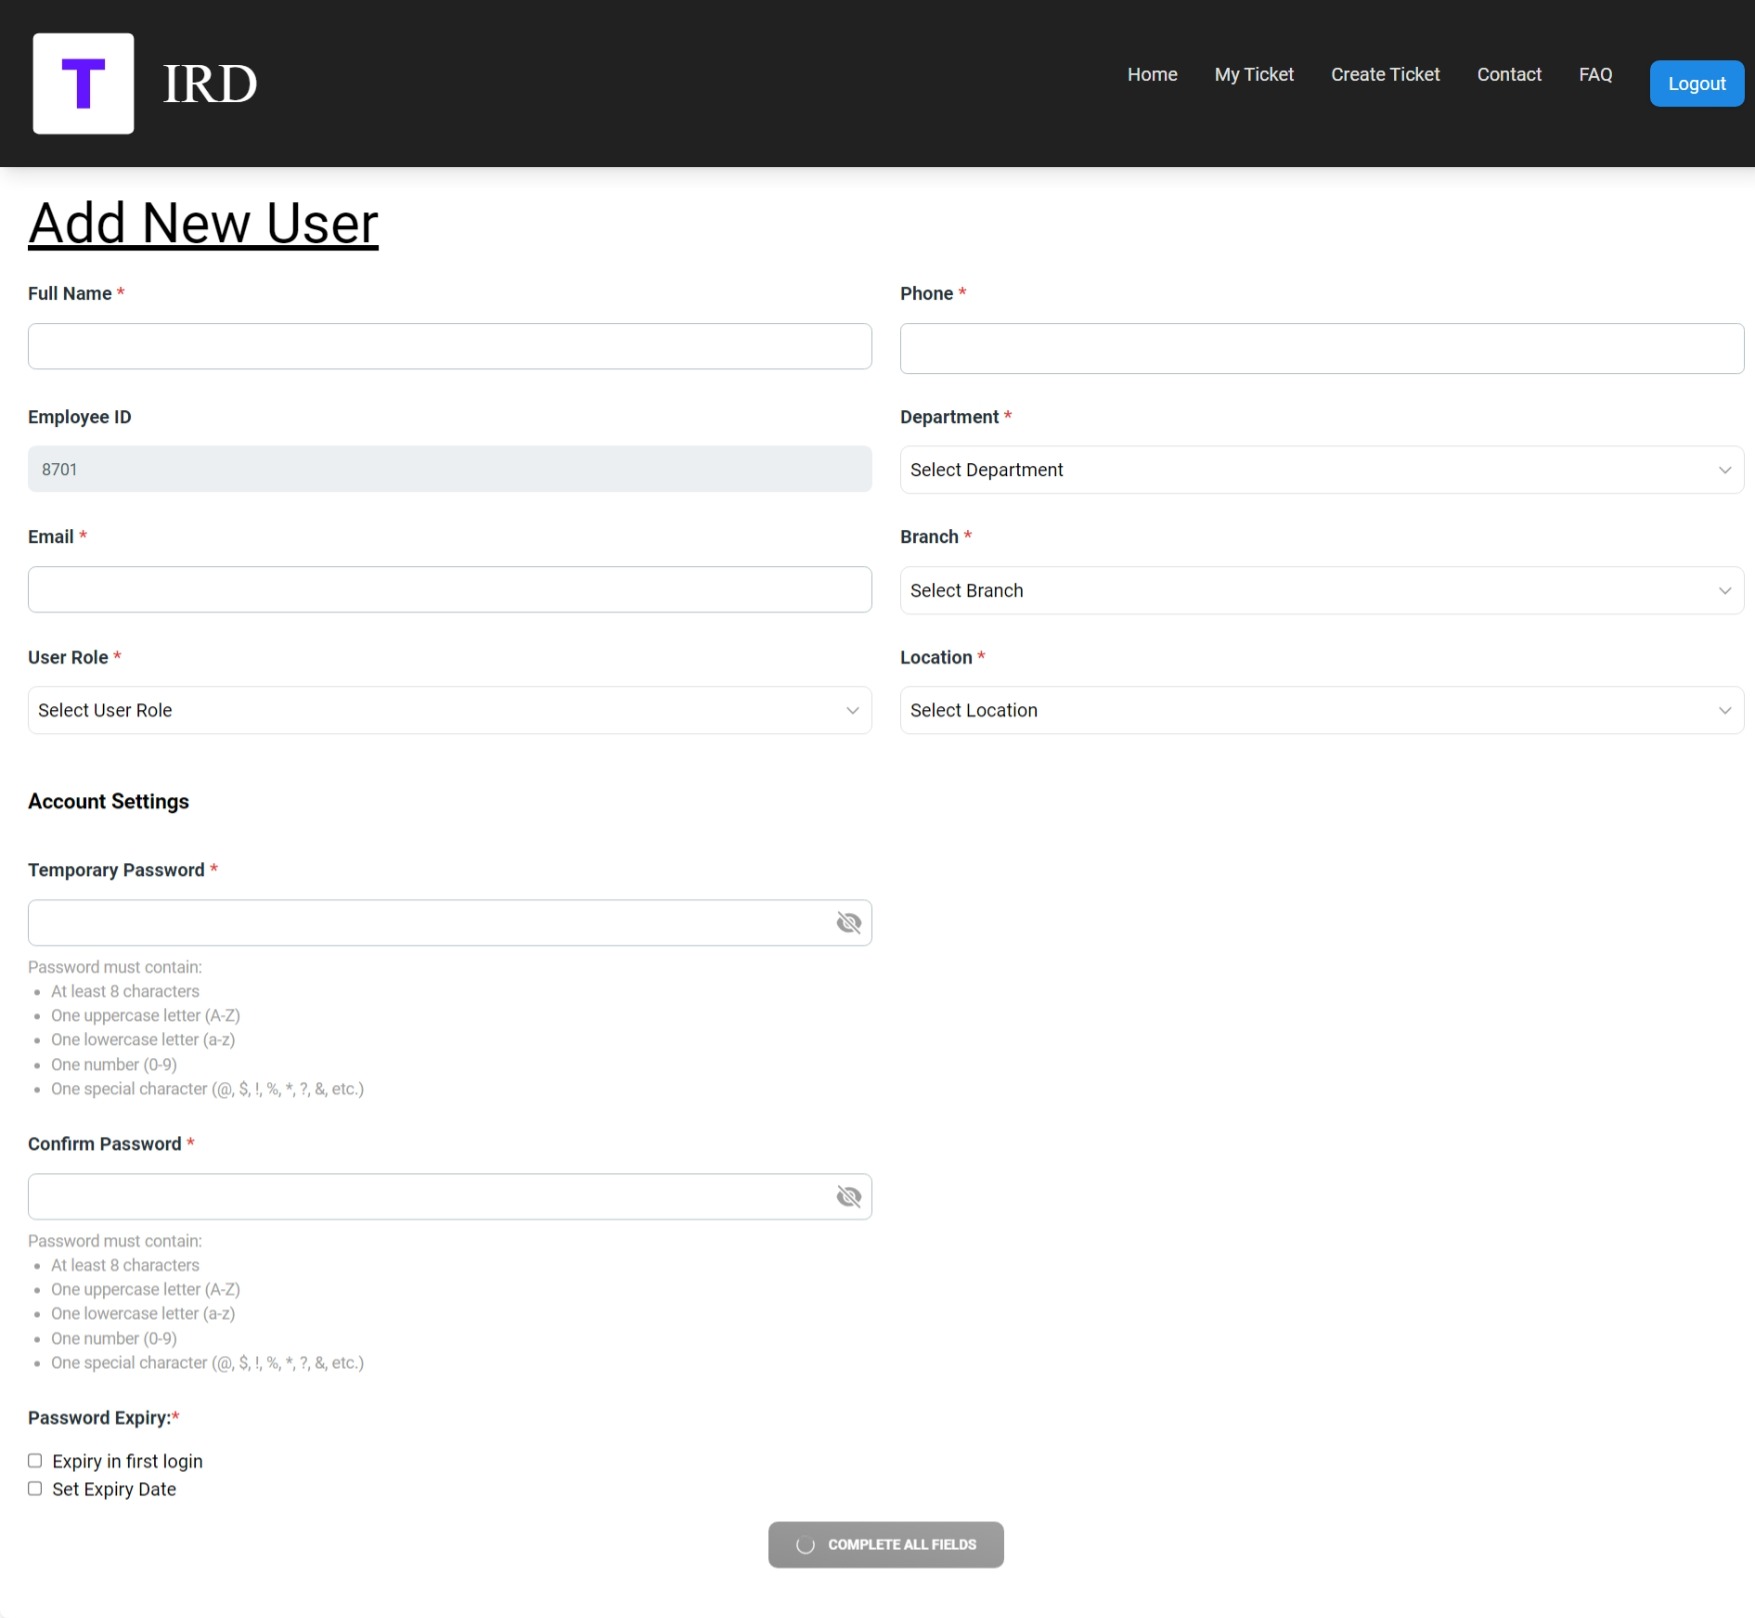 T
IRD
Home
My Ticket
Create Ticket
Contact
FAQ
Logout
Add New User
Full Name *
Phone *
Employee ID
8701
Department *
Select Department
Email *
Branch *
Select Branch
User Role *
Select User Role
Location *
Select Location
Account Settings
Temporary Password *
Password must contain:
• At least 8 characters
• One uppercase letter (A-Z)
• One lowercase letter (a-z)
• One number (0-9)
• One special character (@, $, !, %, *, ?, &, etc.)
Confirm Password *
Password must contain:
• At least 8 characters
• One uppercase letter (A-Z)
• One lowercase letter (a-z)
• One number (0-9)
• One special character (@, $, !, %, *, ?, &, etc.)
Password Expiry:*
Expiry in first login
Set Expiry Date
COMPLETE ALL FIELDS